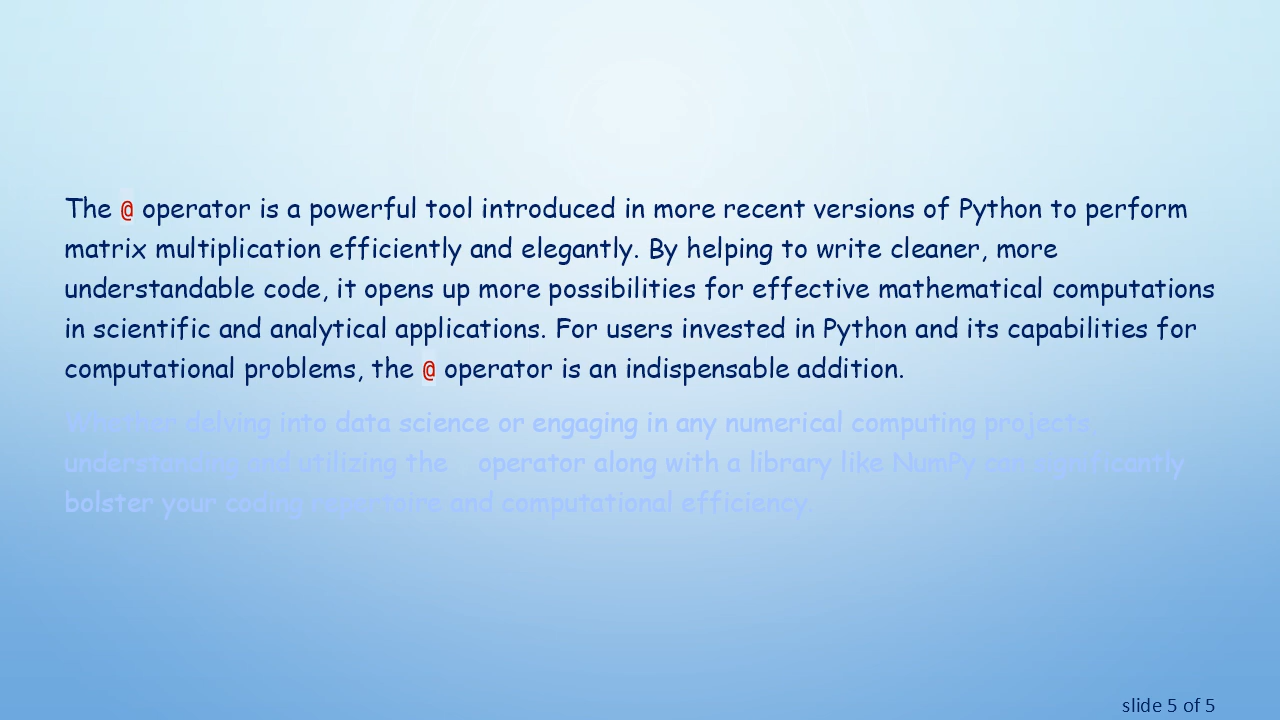 The @ operator is a powerful tool introduced in more recent versions of Python to perform
matrix multiplication efficiently and elegantly. By helping to write cleaner, more
understandable code, it opens up more possibilities for effective mathematical computations
in scientific and analytical applications. For users invested in Python and its capabilities for
computational problems, the @ operator is an indispensable addition.
Whether delving into data science or engaging in any numerical computing projects,
understanding and utilizing the operator along with a library like NumPy can significantly
bolster your coding repertoire and computational efficiency.
slide 5 of 5